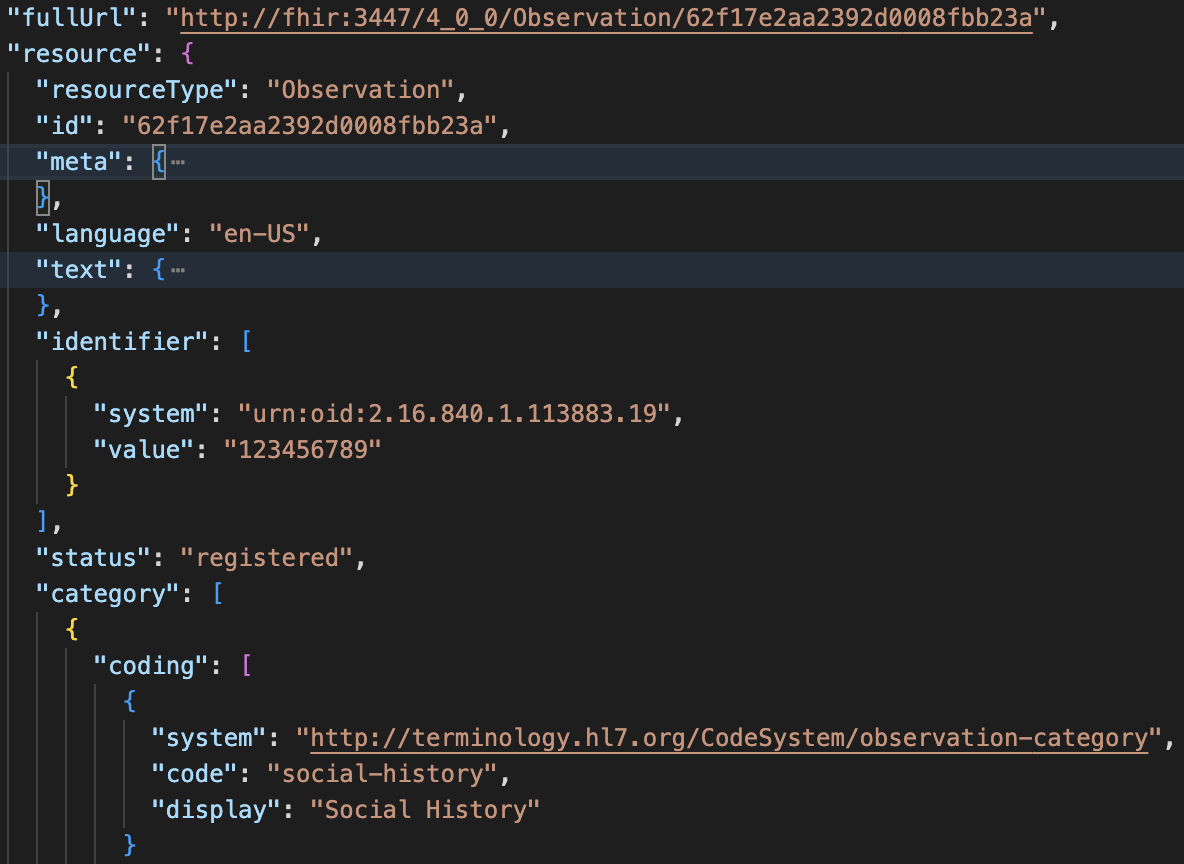 "fullUrl": "http://fhir:3447/4_0_0/Observation/62f17e2aa2392d0008fbb23a",
"resource": {
"resourceType": "Observation",
"id": "62f17e2aa2392d0008fbb23a",
"meta": {⋯
},
"language": "en-US",
"text": {⋯
},
"identifier": [
{
"system": "urn:oid:2.16.840.1.113883.19",
"value": "123456789"
}
],
"status": "registered",
"category": [
{
"coding": [
{
"system": "http://terminology.hl7.org/CodeSystem/observation-category",
"code": "social-history",
"display": "Social History"
}